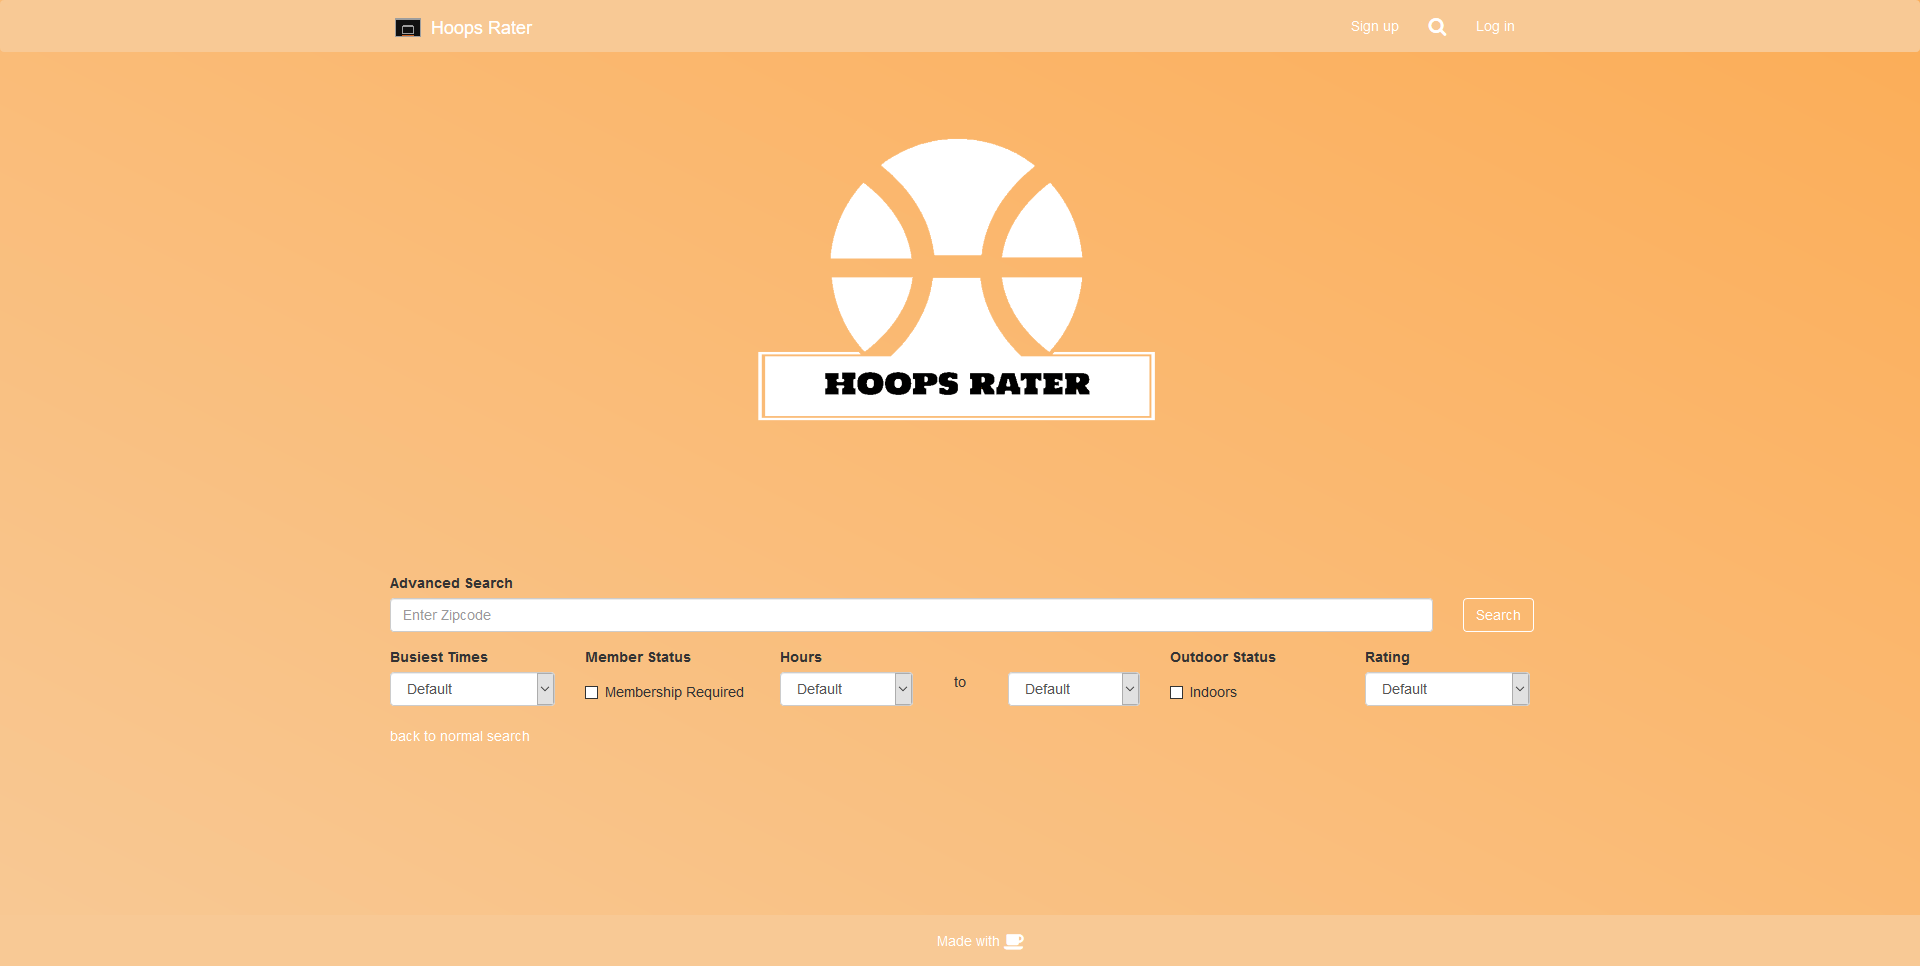 Hoops Rater
Sign up
Log in
HOOPS RATER
Advanced Search
Enter Zipcode
Search
Busiest Times
Member Status
Hours
Outdoor Status
Rating
Default
Membership Required
Default
to
Default
Indoors
Default
back to normal search
Made with